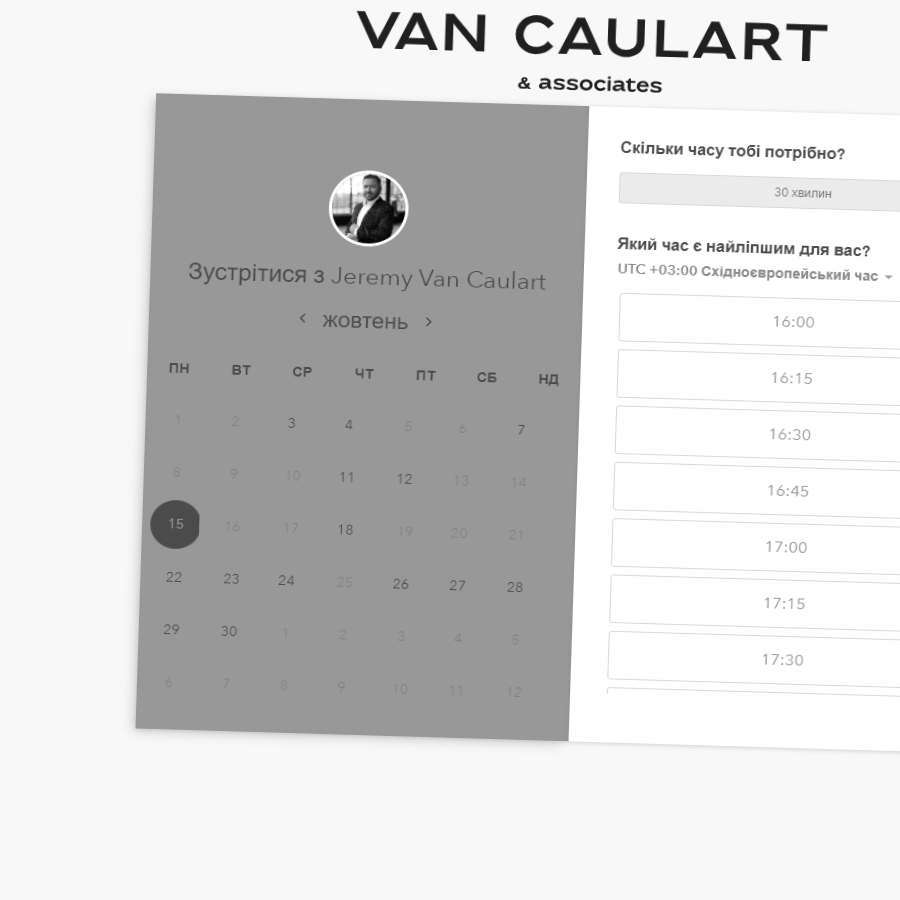 VAN CAULART
& associates
Зустрітися з Jeremy Van Caulart
жовтень
ПН ВТ СР ЧТ ПТ СБ НД
1 2 3 4 5 6 7
8 9 10 11 12 13 14
15 16 17 18 19 20 21
22 23 24 25 26 27 28
29 30 1 2 3 4 5
6 7 8 9 10 11 12
Скільки часу тобі потрібно?
30 хвилин
Який час є найліпшим для вас?
UTC +03:00 Східноєвропейський час
16:00
16:15
16:30
16:45
17:00
17:15
17:30